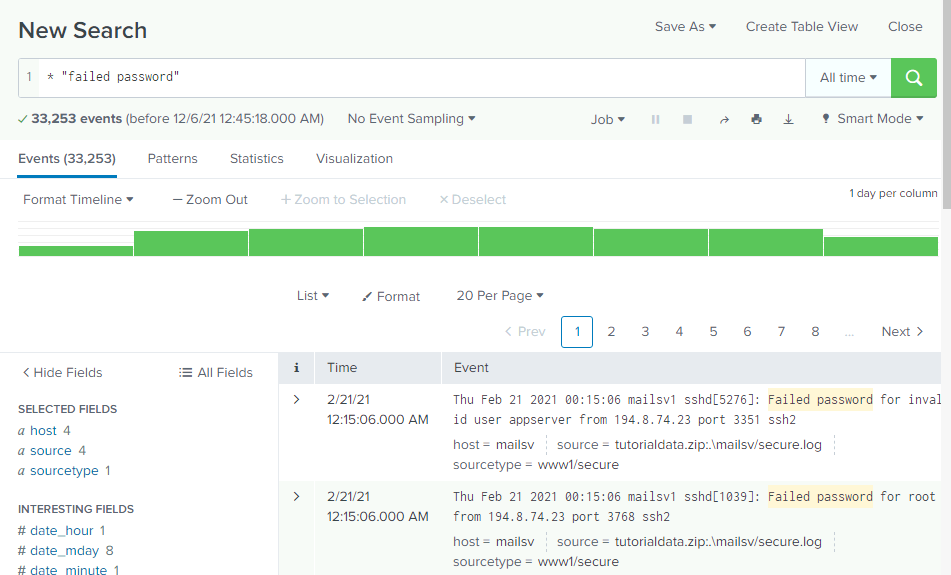 New Search
Save As ▾ Create Table View Close
1 * "failed password" All time ▾
✓ 33,253 events (before 12/6/21 12:45:18.000 AM) No Event Sampling ▾ Job ▾ Smart Mode ▾
Events (33,253) Patterns Statistics Visualization
Format Timeline ▾ — Zoom Out + Zoom to Selection × Deselect 1 day per column
List ▾ Format 20 Per Page ▾
< Prev 1 2 3 4 5 6 7 8 ... Next >
< Hide Fields All Fields
SELECTED FIELDS
a host 4
a source 4
a sourcetype 1
INTERESTING FIELDS
# date_hour 1
# date_mday 8
# date_minute 1
i Time Event
> 2/21/21 Thu Feb 21 2021 00:15:06 mailsv1 sshd[5276]: Failed password for inval
12:15:06.000 AM id user appserver from 194.8.74.23 port 3351 ssh2
host = mailsv source = tutorialdata.zip:.\mailsv/secure.log
sourcetype = www1/secure
> 2/21/21 Thu Feb 21 2021 00:15:06 mailsv1 sshd[1039]: Failed password for root
12:15:06.000 AM from 194.8.74.23 port 3768 ssh2
host = mailsv source = tutorialdata.zip:.\mailsv/secure.log
sourcetype = www1/secure